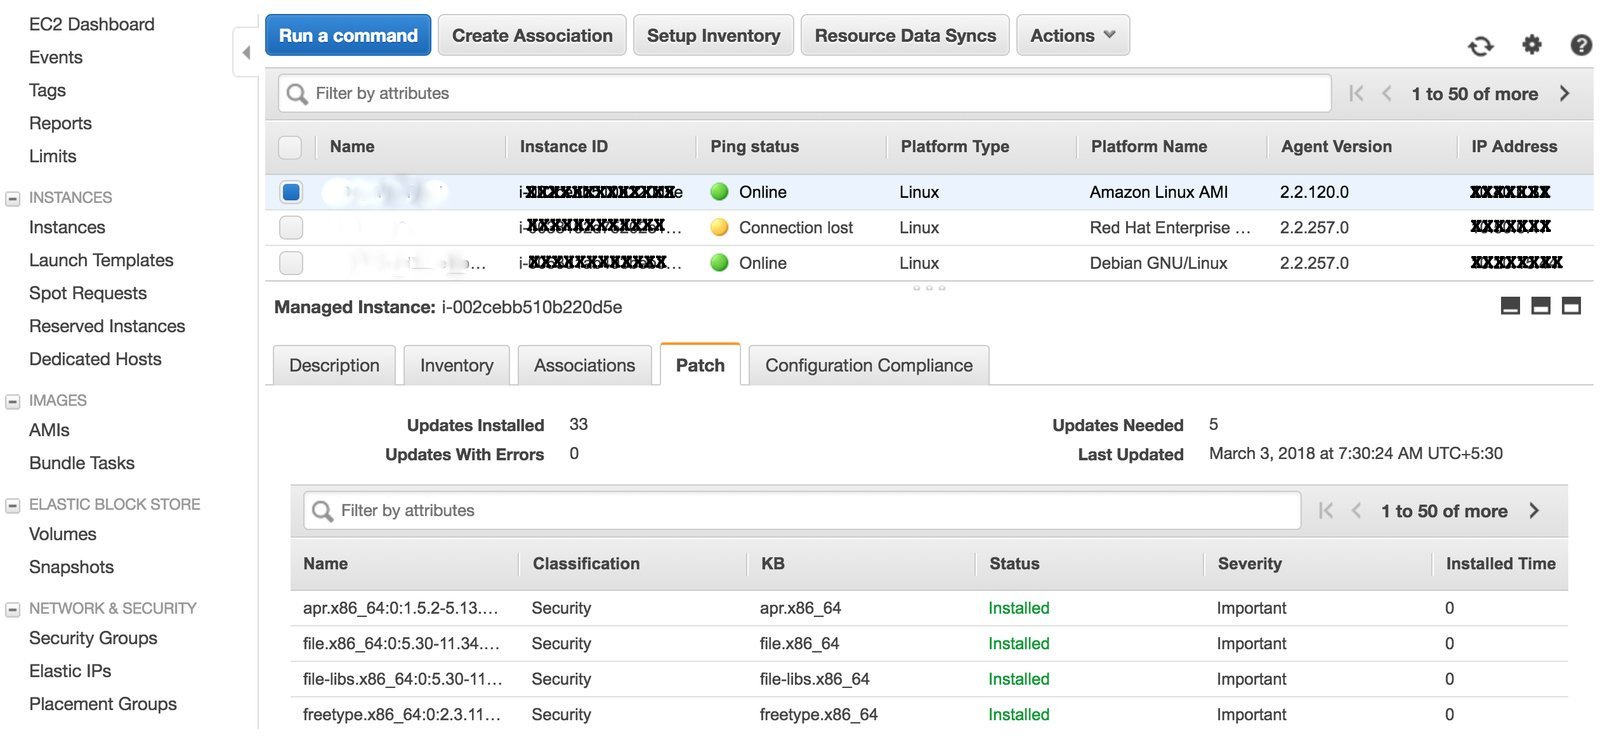 EC2 Dashboard
Events
Tags
Reports
Limits
INSTANCES
Instances
Launch Templates
Spot Requests
Reserved Instances
Dedicated Hosts
IMAGES
AMIs
Bundle Tasks
ELASTIC BLOCK STORE
Volumes
Snapshots
NETWORK & SECURITY
Security Groups
Elastic IPs
Placement Groups
Run a command Create Association Setup Inventory Resource Data Syncs Actions
Filter by attributes 1 to 50 of more
Name Instance ID Ping status Platform Type Platform Name Agent Version IP Address
Online Linux Amazon Linux AMI 2.2.120.0
Connection lost Linux Red Hat Enterprise ... 2.2.257.0
Online Linux Debian GNU/Linux 2.2.257.0
Managed Instance: i-002cebb510b220d5e
Description Inventory Associations Patch Configuration Compliance
Updates Installed 33 Updates Needed 5
Updates With Errors 0 Last Updated March 3, 2018 at 7:30:24 AM UTC+5:30
Filter by attributes 1 to 50 of more
Name Classification KB Status Severity Installed Time
apr.x86_64:0:1.5.2-5.13.... Security apr.x86_64 Installed Important 0
file.x86_64:0:5.30-11.34.... Security file.x86_64 Installed Important 0
file-libs.x86_64:0:5.30-11... Security file-libs.x86_64 Installed Important 0
freetype.x86_64:0:2.3.11... Security freetype.x86_64 Installed Important 0